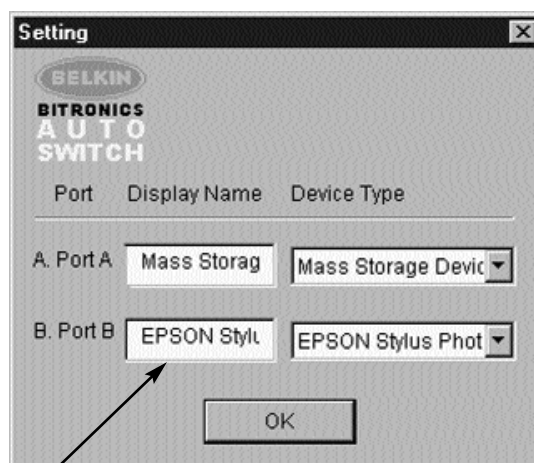 Setting
BELKIN
BITRONICS
AUTO
SWITCH
Port Display Name Device Type
A. Port A Mass Storag Mass Storage Devic
B. Port B EPSON Stylu EPSON Stylus Phot
OK